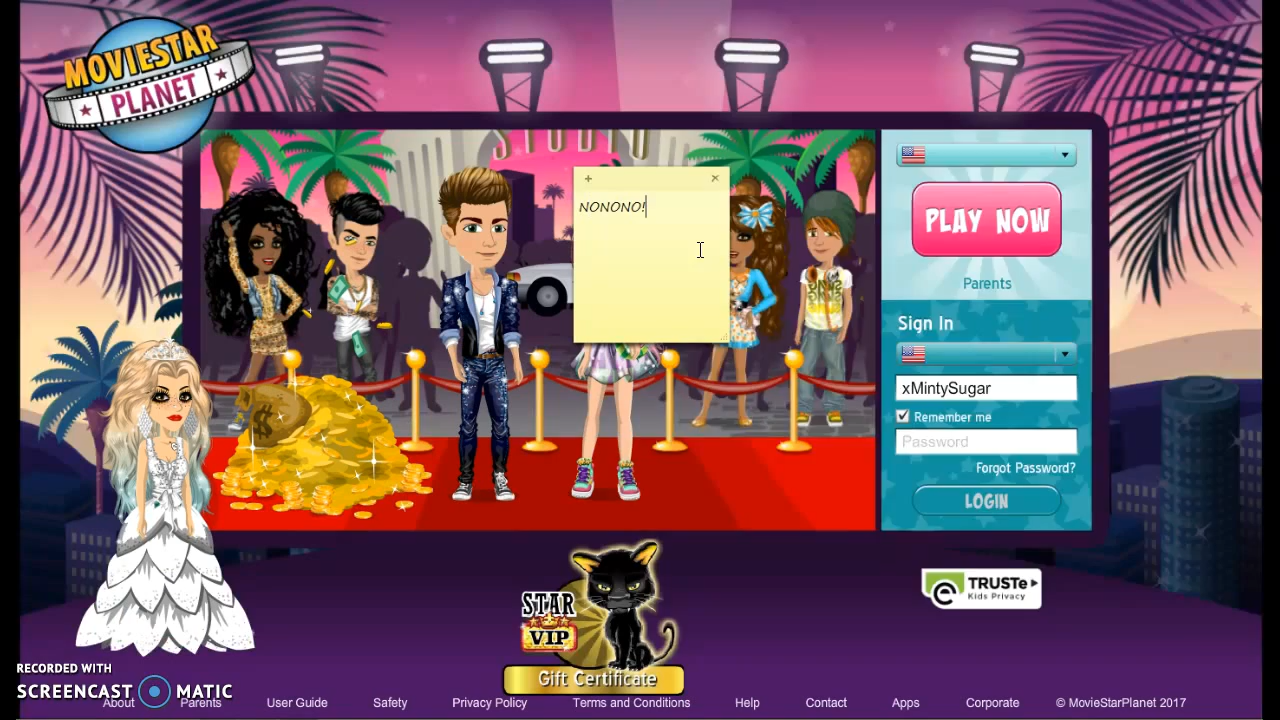 MOVIESTAR
PLANET
STUDIO
+ ×
NONONO!
PLAY NOW
Parents
Sign In
xMintySugar
Remember me
Password
Forgot Password?
LOGIN
TRUSTe
Kids Privacy
STAR
VIP
Gift Certificate
RECORDED WITH
SCREENCAST MATIC
About Parents User Guide Safety Privacy Policy Terms and Conditions Help Contact Apps Corporate © MovieStarPlanet 2017